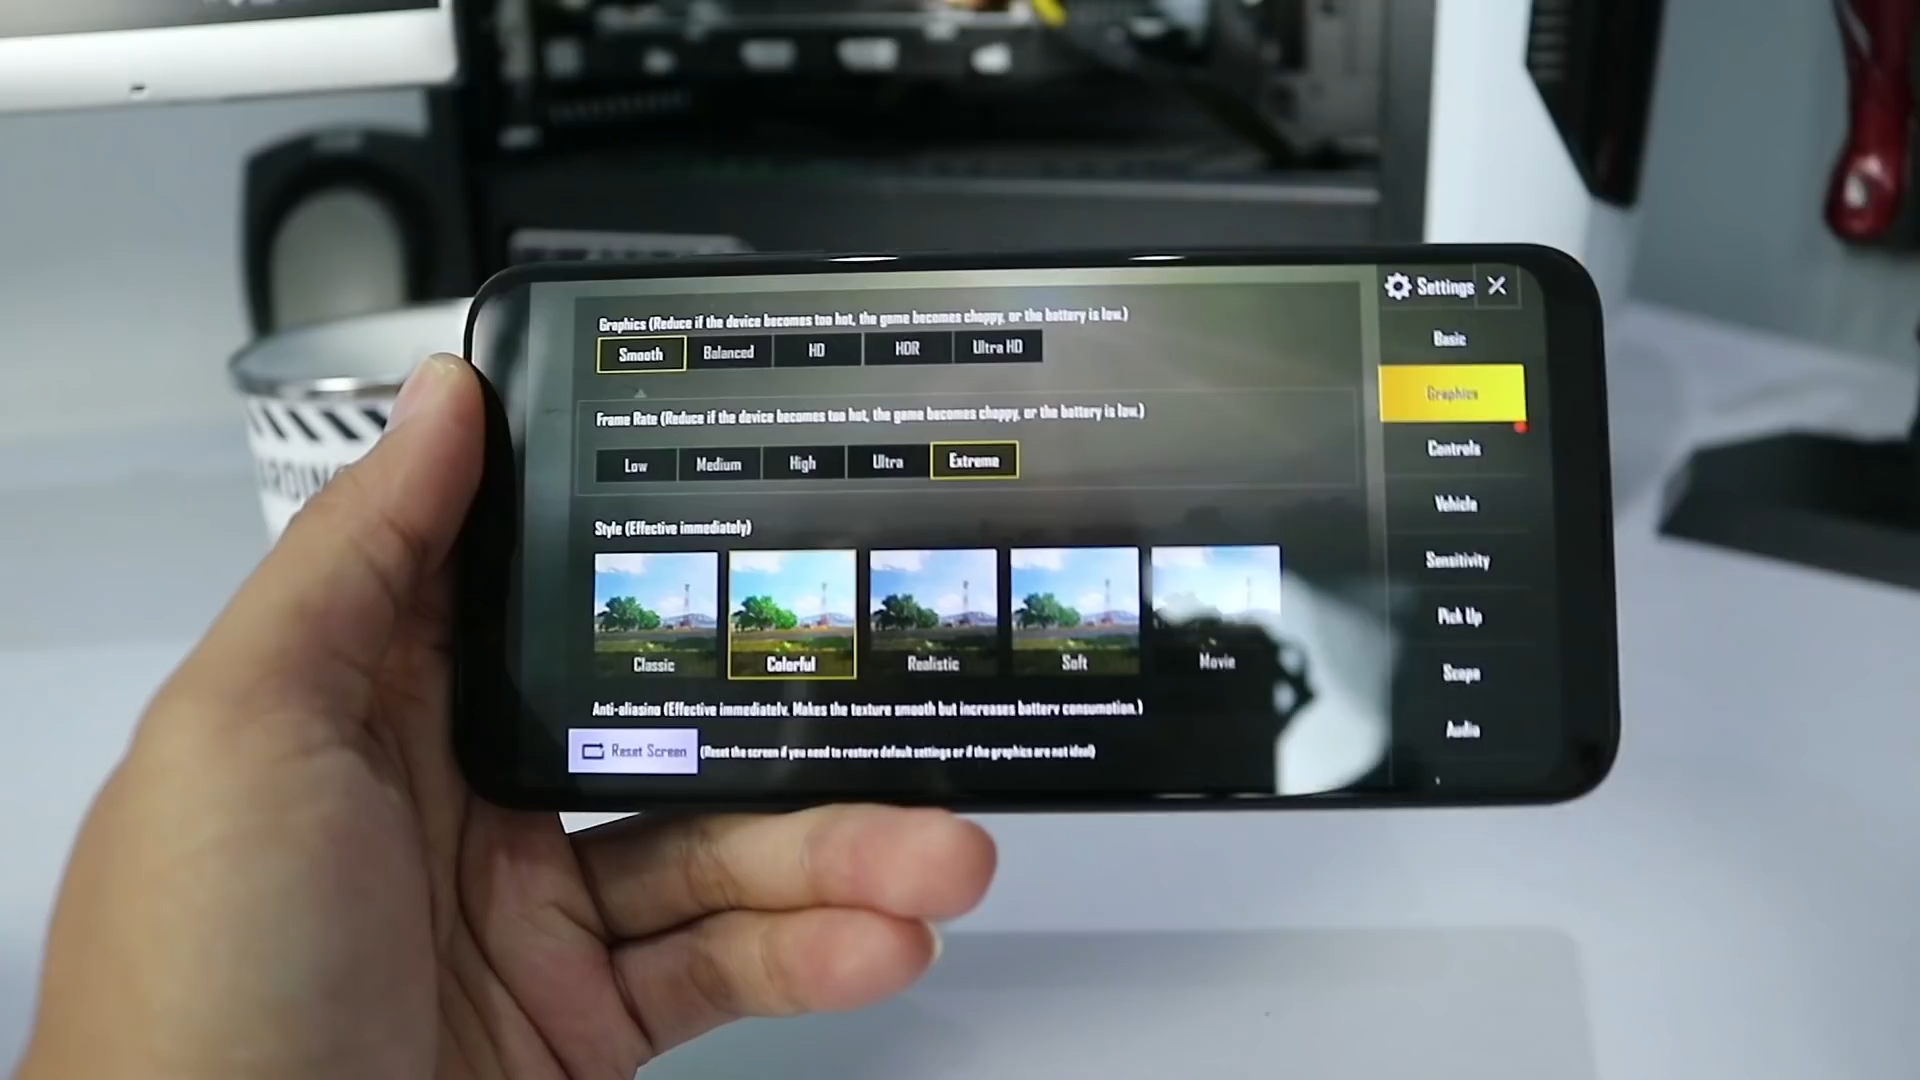 Settings
Graphics (Reduce if the device becomes too hot, the game becomes choppy, or the battery is low.)
Smooth Balanced HD HDR Ultra HD
Frame Rate (Reduce if the device becomes too hot, the game becomes choppy, or the battery is low.)
Low Medium High Ultra Extreme
Style (Effective immediately)
Classic Colorful Realistic Soft Movie
Anti-aliasing (Effective immediately. Makes the texture smooth but increases battery consumption.)
Reset Screen (Reset the screen if you need to restore default settings or if the graphics are not ideal)
Basic
Graphics
Controls
Vehicle
Sensitivity
Pick Up
Scope
Audio